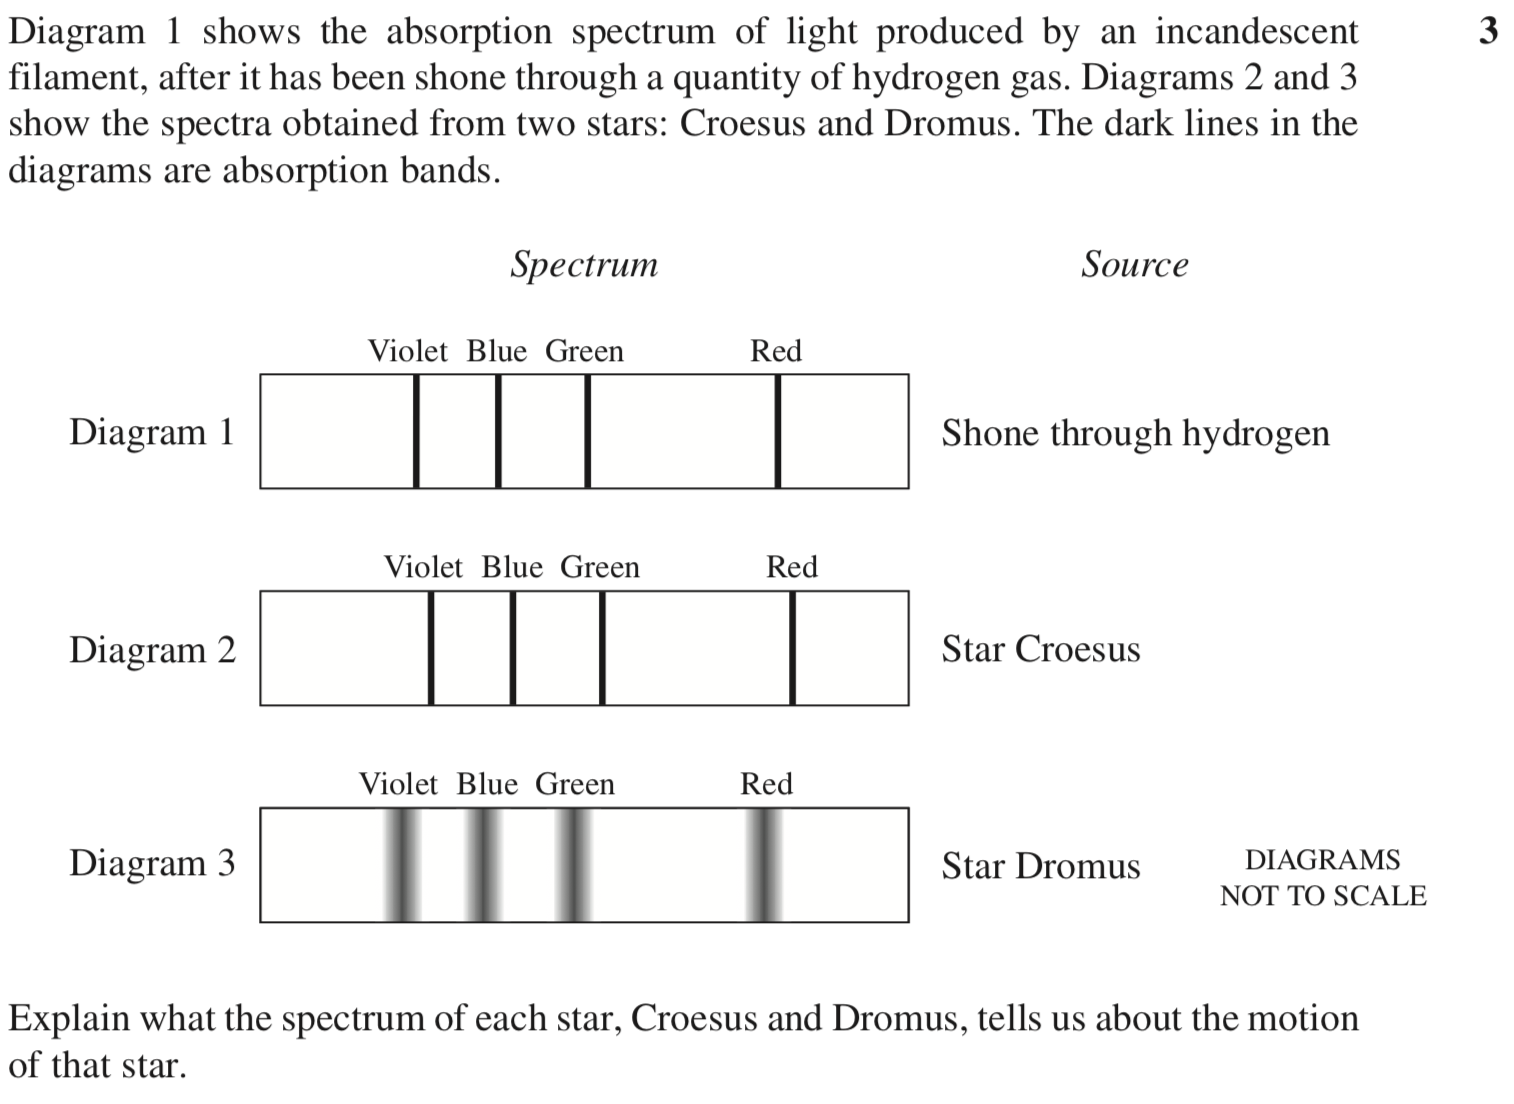 Diagram 1 shows the absorption spectrum of light produced by an incandescent 3
filament, after it has been shone through a quantity of hydrogen gas. Diagrams 2 and 3
show the spectra obtained from two stars: Croesus and Dromus. The dark lines in the
diagrams are absorption bands.
Spectrum Source
Violet Blue Green Red
Diagram 1 Shone through hydrogen
Violet Blue Green Red
Diagram 2 Star Croesus
Violet Blue Green Red
Diagram 3 Star Dromus
DIAGRAMS
NOT TO SCALE
Explain what the spectrum of each star, Croesus and Dromus, tells us about the motion
of that star.